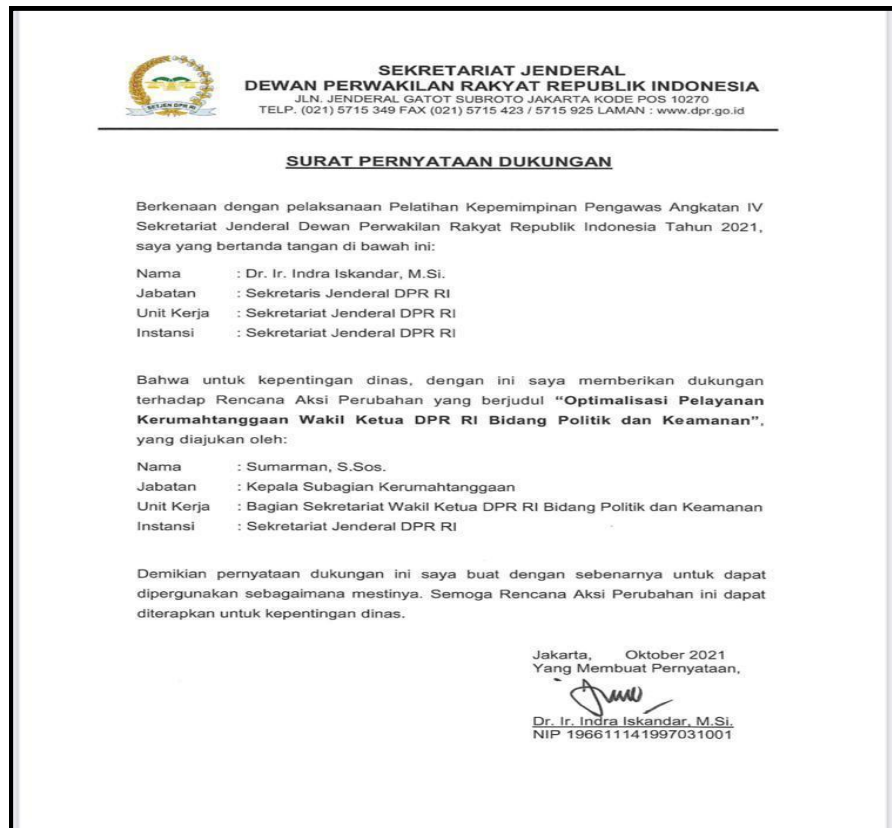 SETJEN DPR RI
SEKRETARIAT JENDERAL
DEWAN PERWAKILAN RAKYAT REPUBLIK INDONESIA
JLN. JENDERAL GATOT SUBROTO JAKARTA KODE POS 10270
TELP. (021) 5715 349 FAX (021) 5715 423 / 5715 925 LAMAN : www.dpr.go.id
SURAT PERNYATAAN DUKUNGAN
Berkenaan dengan pelaksanaan Pelatihan Kepemimpinan Pengawas Angkatan IV
Sekretariat Jenderal Dewan Perwakilan Rakyat Republik Indonesia Tahun 2021,
saya yang bertanda tangan di bawah ini:
Nama : Dr. Ir. Indra Iskandar, M.Si.
Jabatan : Sekretaris Jenderal DPR RI
Unit Kerja : Sekretariat Jenderal DPR RI
Instansi : Sekretariat Jenderal DPR RI
Bahwa untuk kepentingan dinas, dengan ini saya memberikan dukungan
terhadap Rencana Aksi Perubahan yang berjudul “Optimalisasi Pelayanan
Kerumahtanggaan Wakil Ketua DPR RI Bidang Politik dan Keamanan”,
yang diajukan oleh:
Nama : Sumarman, S.Sos.
Jabatan : Kepala Subagian Kerumahtanggaan
Unit Kerja : Bagian Sekretariat Wakil Ketua DPR RI Bidang Politik dan Keamanan
Instansi : Sekretariat Jenderal DPR RI
Demikian pernyataan dukungan ini saya buat dengan sebenarnya untuk dapat
dipergunakan sebagaimana mestinya. Semoga Rencana Aksi Perubahan ini dapat
diterapkan untuk kepentingan dinas.
Jakarta, Oktober 2021
Yang Membuat Pernyataan,
Dr. Ir. Indra Iskandar, M.Si.
NIP 196611141997031001